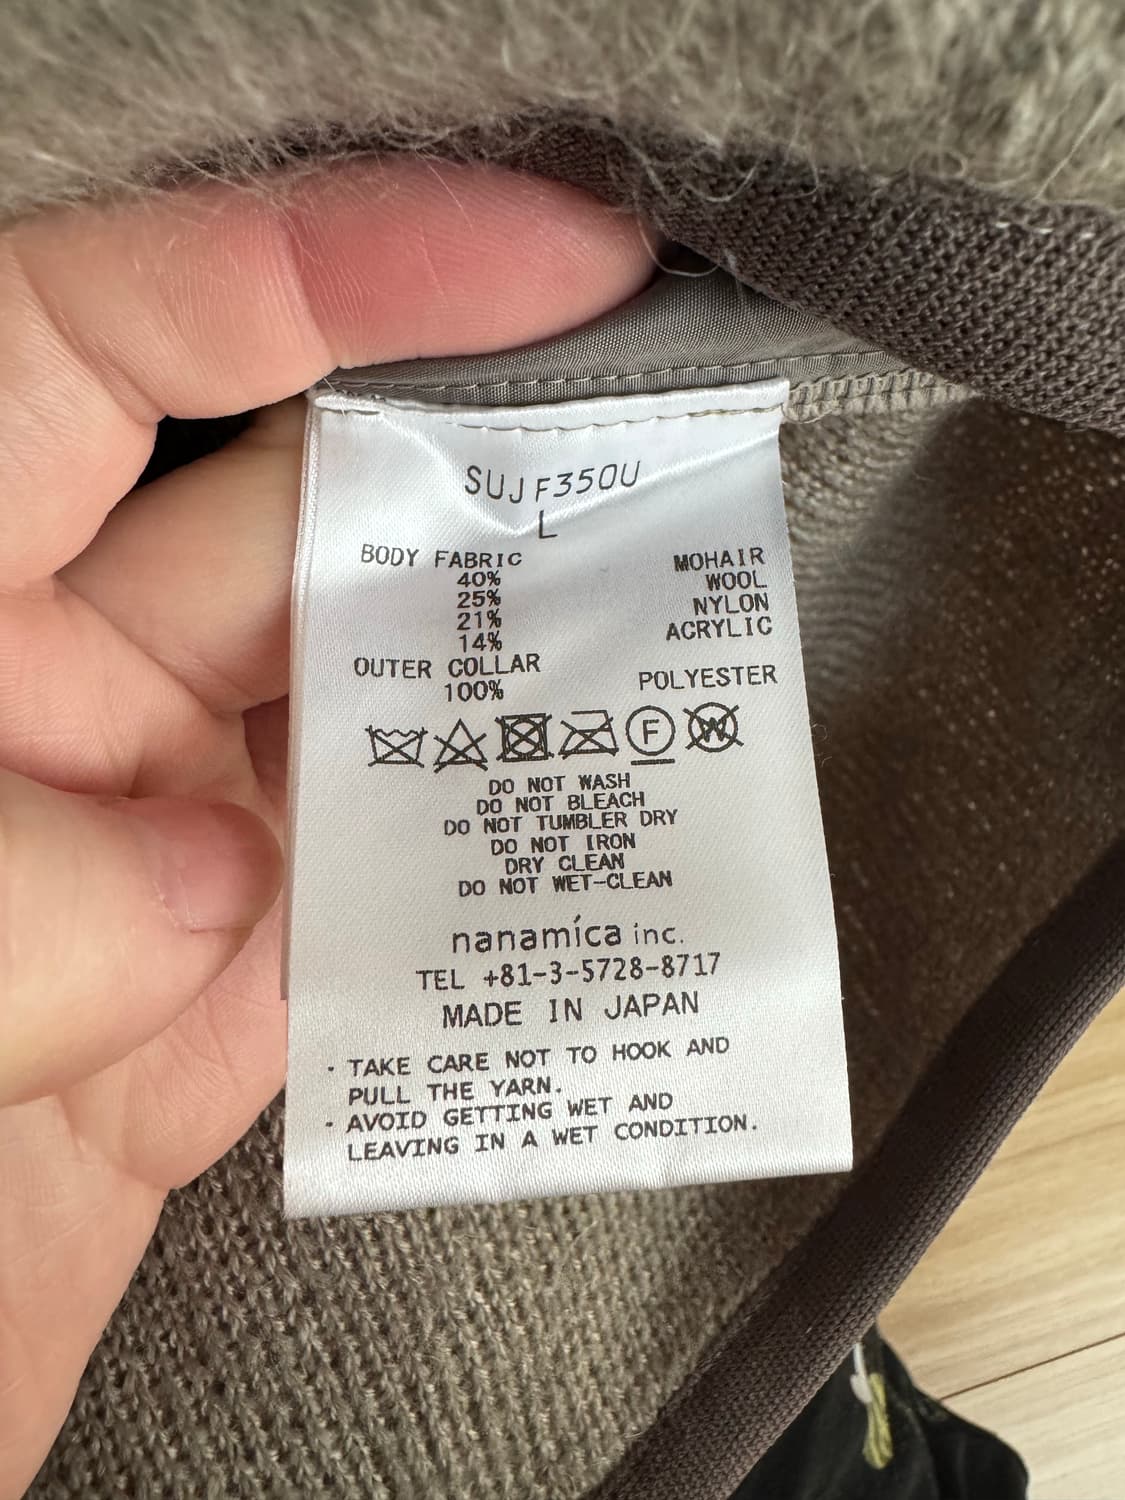 SUJF350U
L
BODY FABRIC
40% MOHAIR
25% WOOL
21% NYLON
14% ACRYLIC
OUTER COLLAR
100% POLYESTER
F W
DO NOT WASH
DO NOT BLEACH
DO NOT TUMBLER DRY
DO NOT IRON
DRY CLEAN
DO NOT WET-CLEAN
nanamíca inc.
TEL +81-3-5728-8717
MADE IN JAPAN
・TAKE CARE NOT TO HOOK AND
PULL THE YARN.
・AVOID GETTING WET AND
LEAVING IN A WET CONDITION.